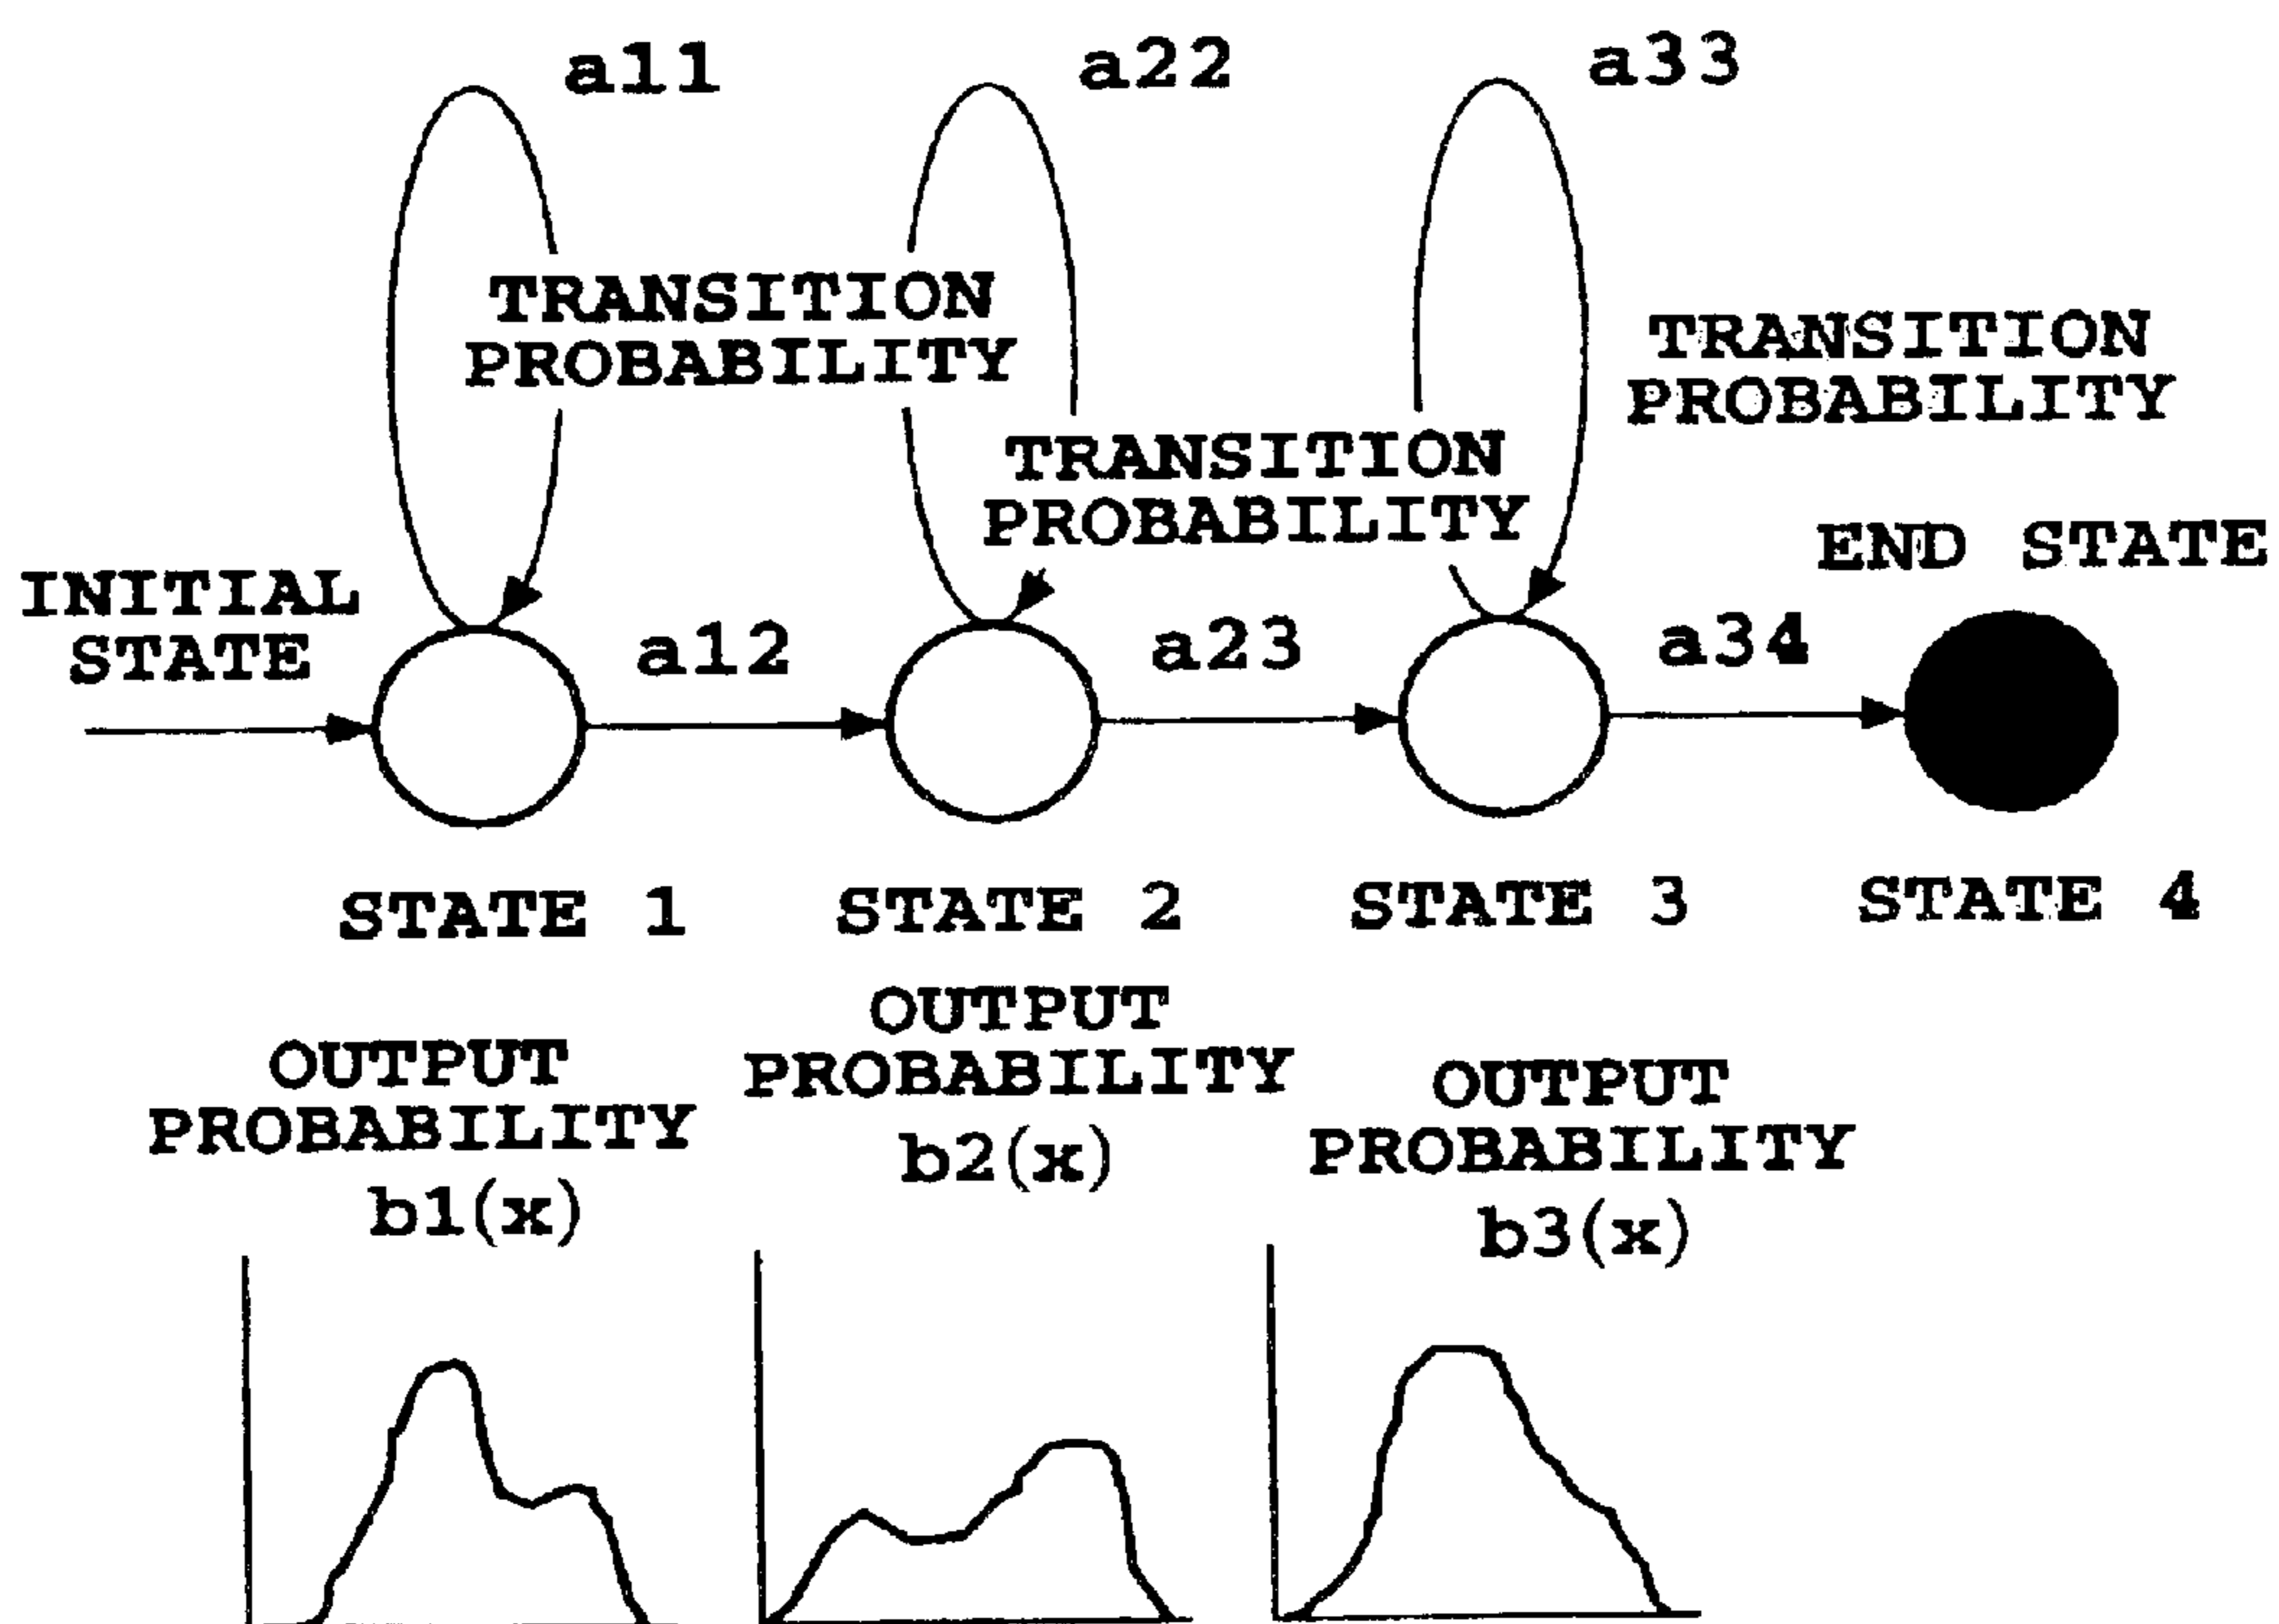 a11
a22
a33
TRANSITION
PROBABILITY
TRANSITION
PROBABILITY
TRANSITION
PROBABILITY
INITIAL
STATE
END STATE
a12
a23
a34
STATE 1
STATE 2
STATE 3
STATE 4
OUTPUT
PROBABILITY
b1(x)
OUTPUT
PROBABILITY
b2(x)
OUTPUT
PROBABILITY
b3(x)